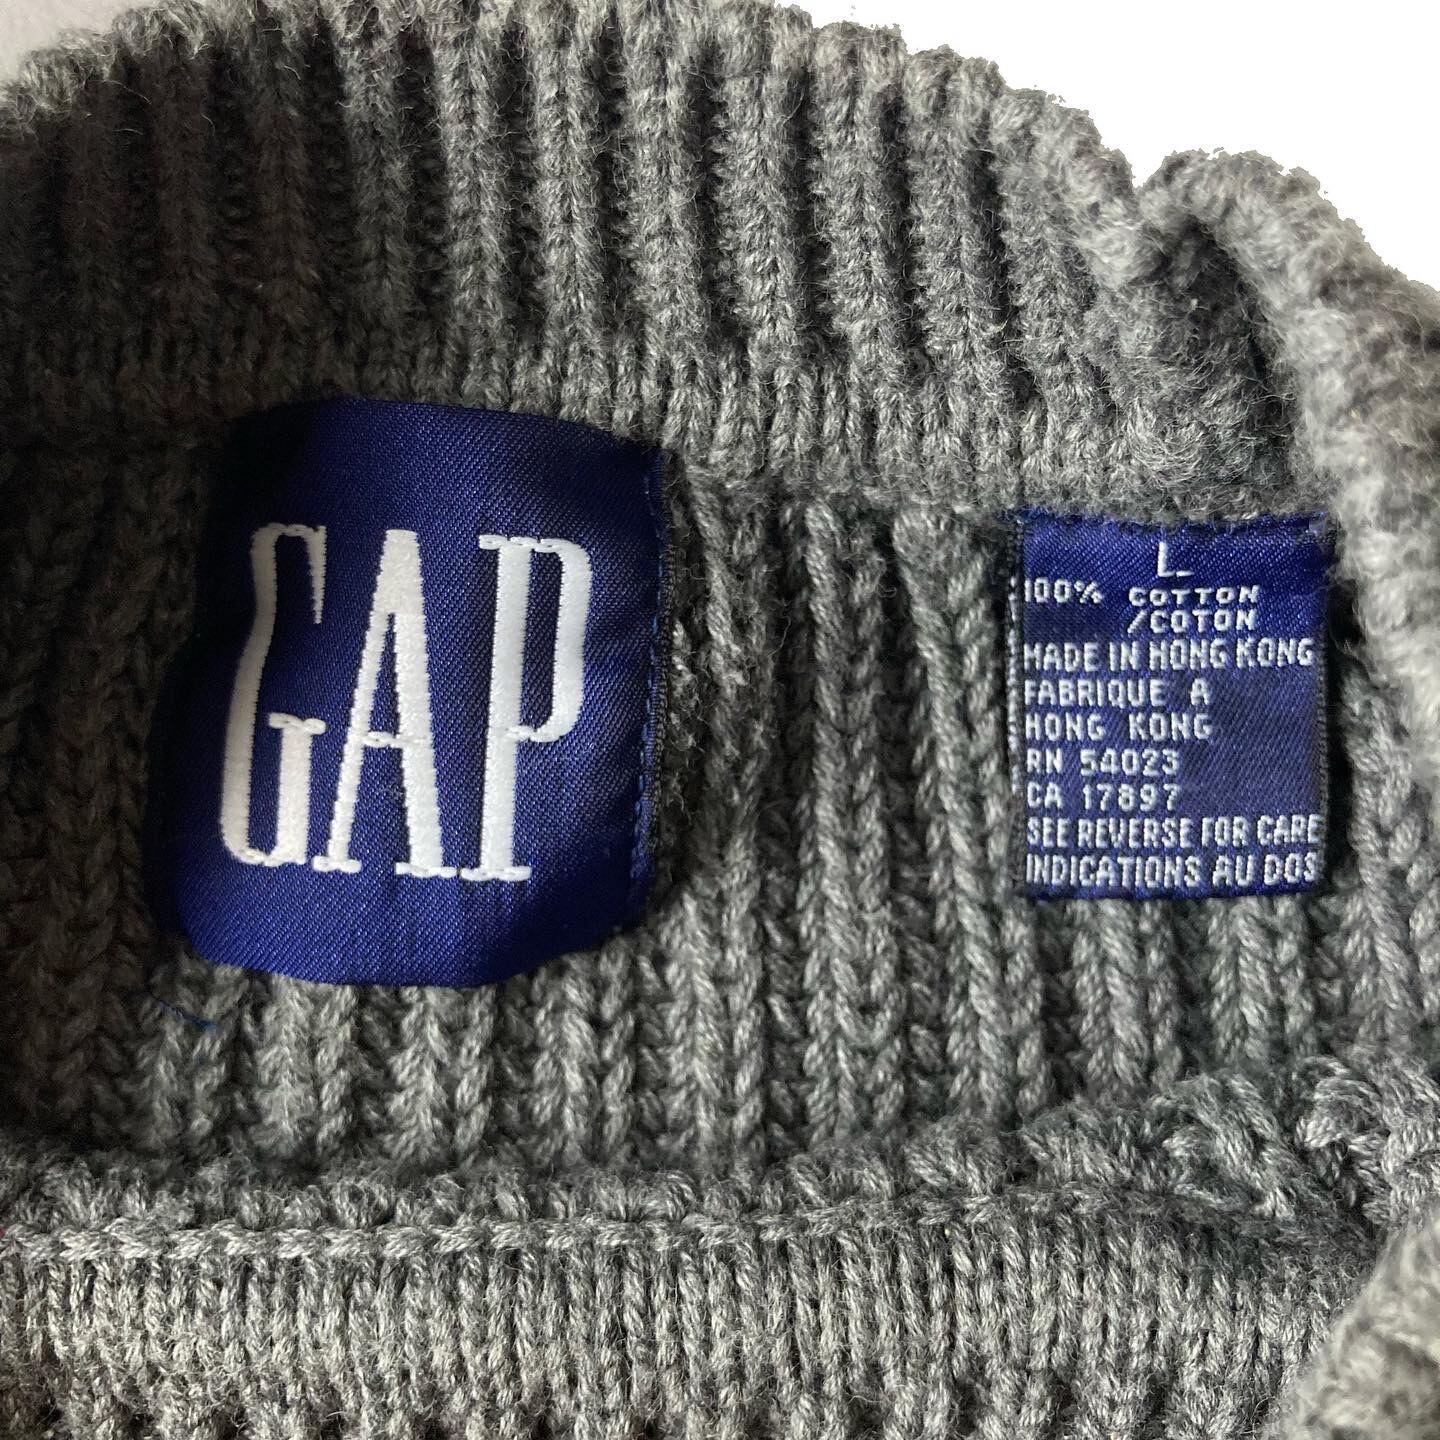 GAP
L.
100% COTTON
/COTON
MADE IN HONG KONG
FABRIQUE A
HONG KONG
RN 54023
CA 17897
SEE REVERSE FOR CARE
INDICATIONS AU DOS